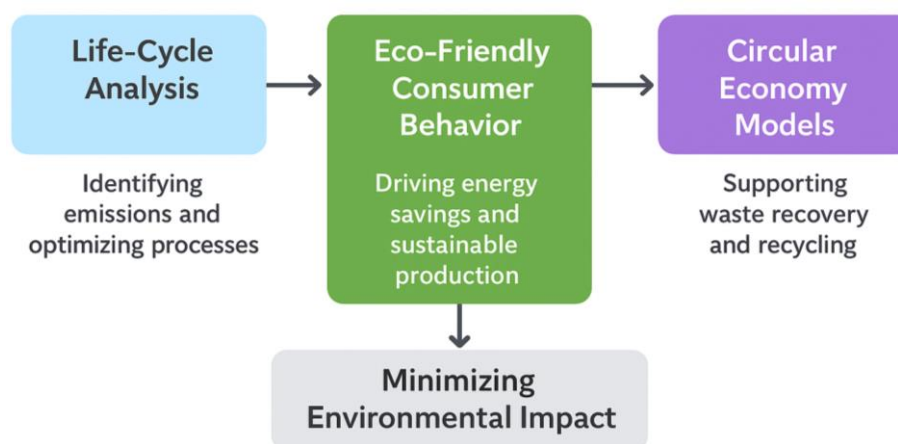 Life-Cycle
Analysis
Identifying
emissions and
optimizing processes
Eco-Friendly
Consumer
Behavior
Driving energy
savings and
sustainable
production
Circular
Economy
Models
Supporting
waste recovery
and recycling
Minimizing
Environmental Impact